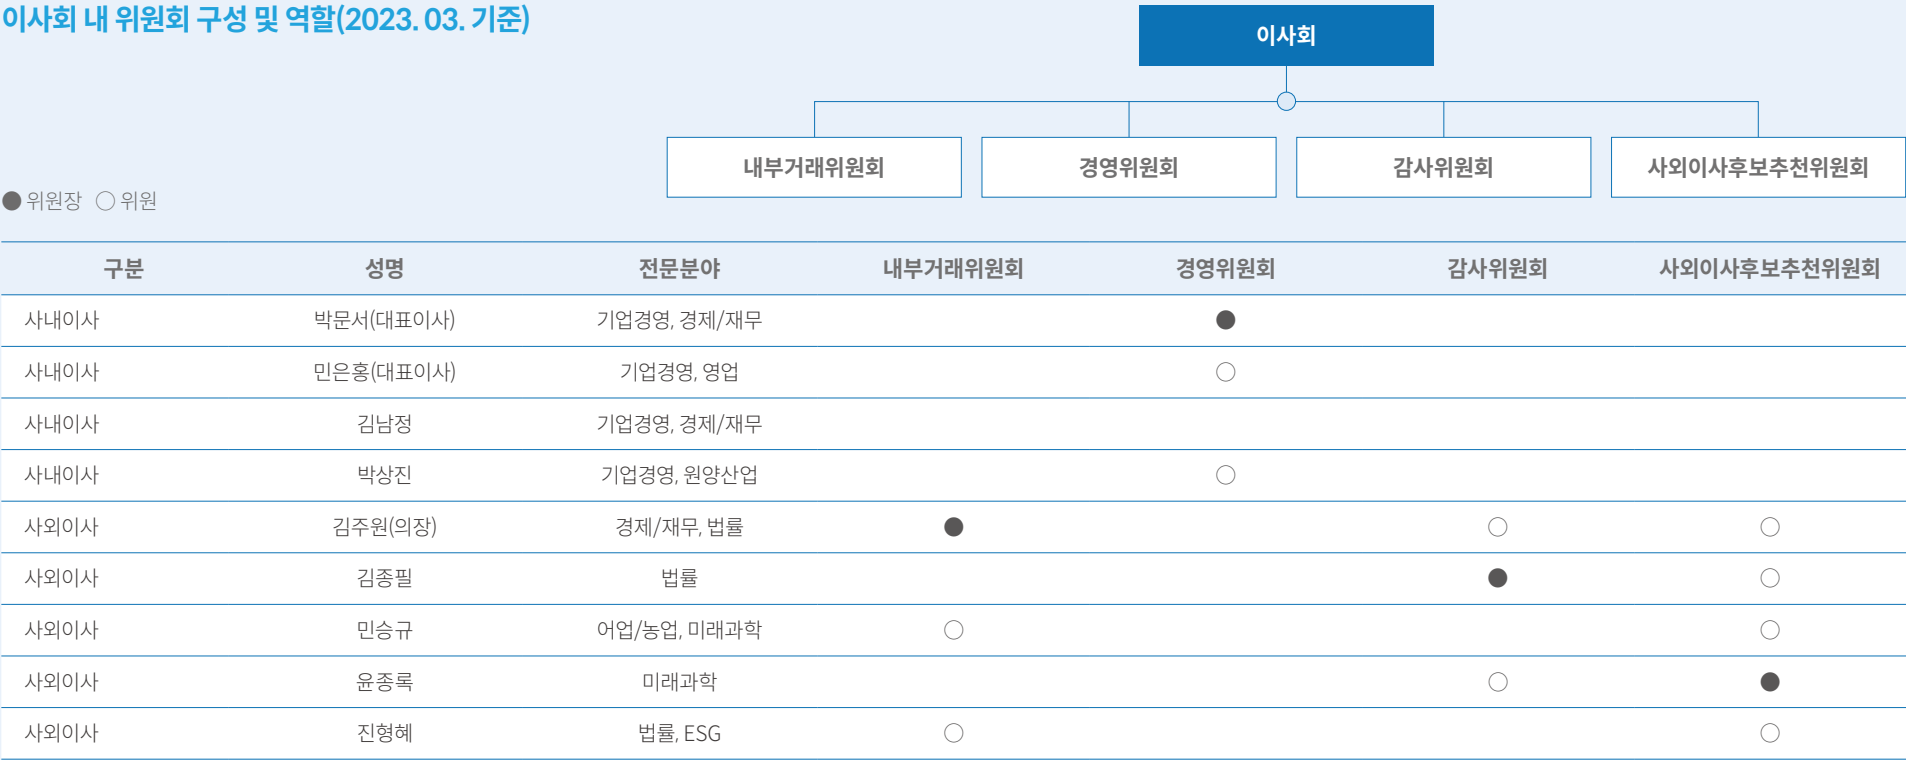 이사회 내 위원회 구성 및 역할(2023. 03. 기준)
이사회
내부거래위원회 경영위원회 감사위원회 사외이사후보추천위원회
● 위원장 ○ 위원
구분 성명 전문분야 내부거래위원회 경영위원회 감사위원회 사외이사후보추천위원회
사내이사 박문서(대표이사) 기업경영, 경제/재무 ●
사내이사 민은홍(대표이사) 기업경영, 영업 ○
사내이사 김남정 기업경영, 경제/재무
사내이사 박상진 기업경영, 원양산업 ○
사외이사 김주원(의장) 경제/재무, 법률 ● ○ ○
사외이사 김종필 법률 ● ○
사외이사 민승규 어업/농업, 미래과학 ○ ○
사외이사 윤종록 미래과학 ○ ●
사외이사 진형혜 법률, ESG ○ ○